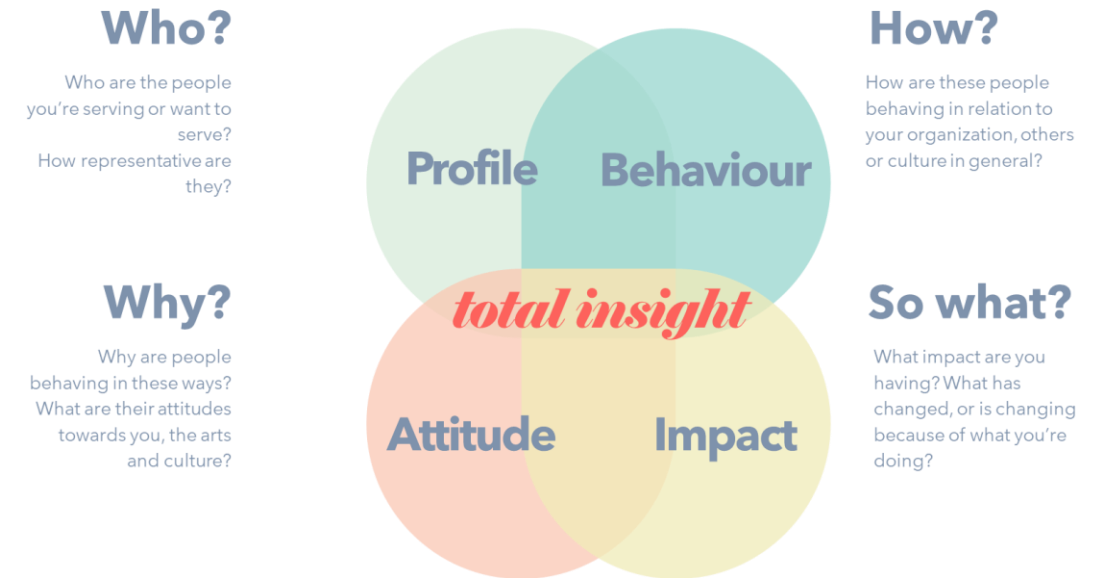 Who?
Who are the people
you’re serving or want to
serve?
How representative are
they?
How?
How are these people
behaving in relation to
your organization, others
or culture in general?
Profile
Behaviour
total insight
Why?
Why are people
behaving in these ways?
What are their attitudes
towards you, the arts
and culture?
So what?
What impact are you
having? What has
changed, or is changing
because of what you’re
doing?
Attitude
Impact